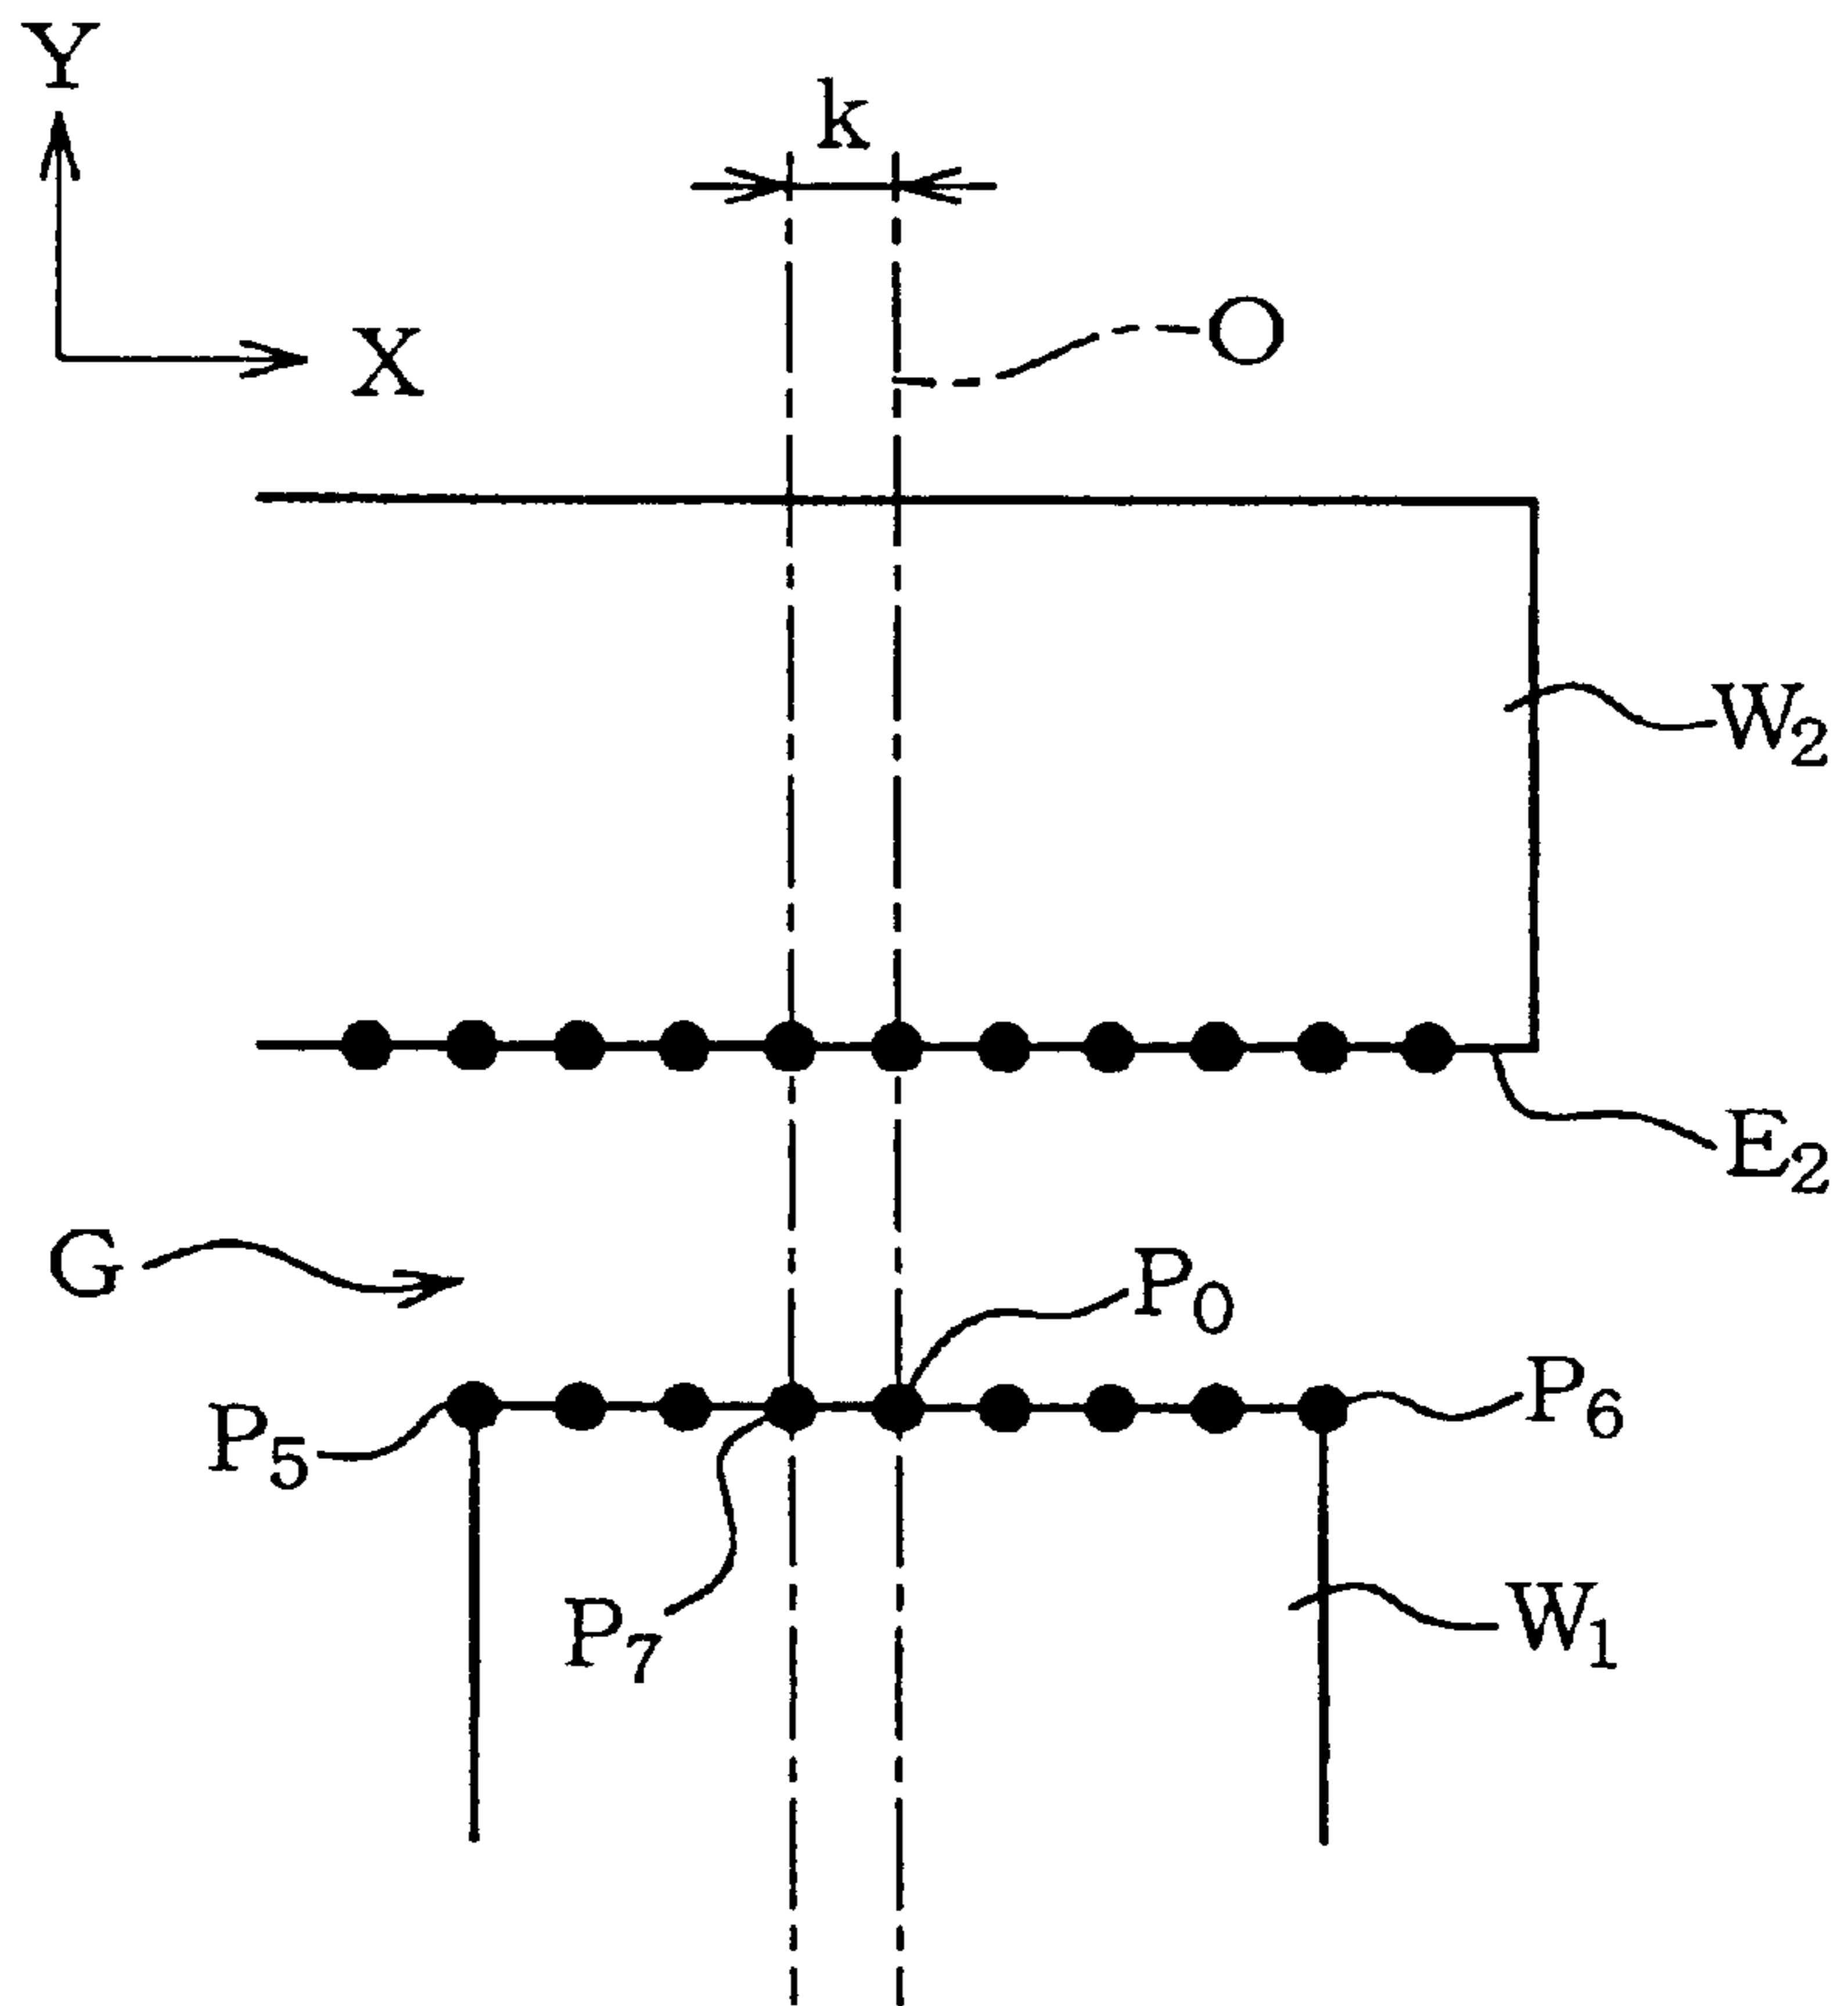 Y
k
O
X
W₂
E₂
G
P₀
P₆
P₅
W₁
P₇